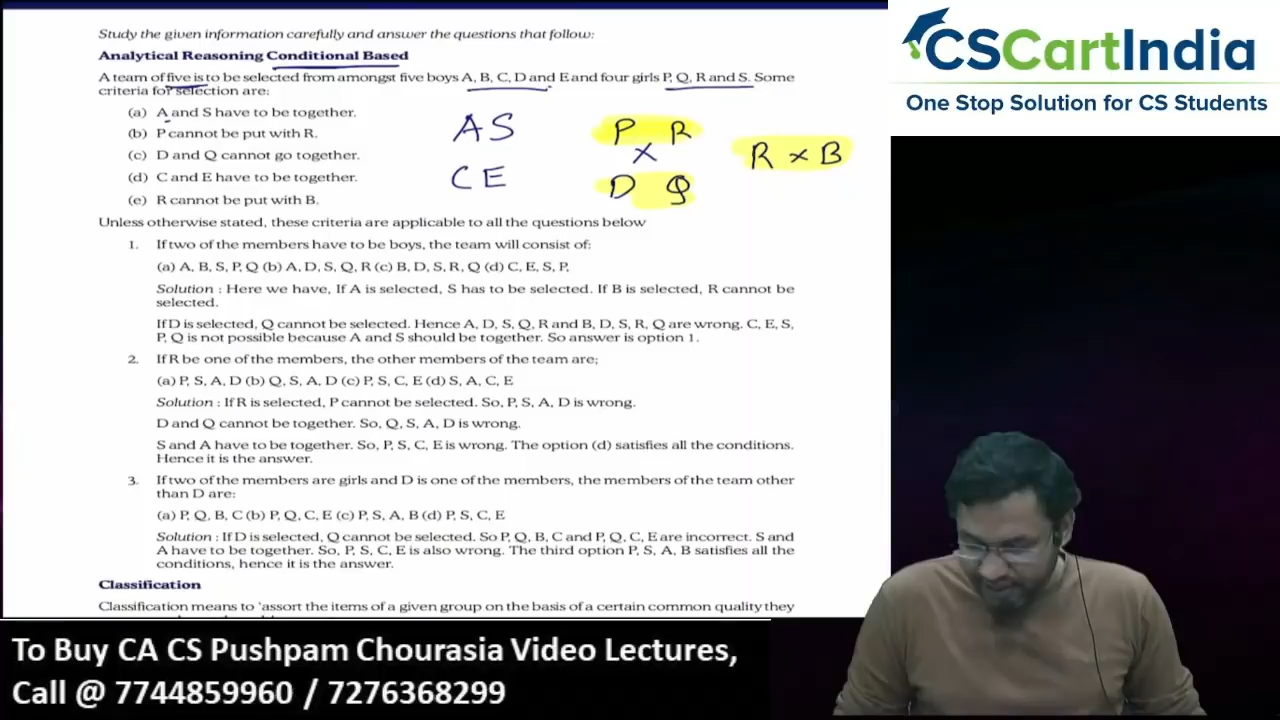 Study the given information carefully and answer the questions that follow:
Analytical Reasoning Conditional Based
A team of five is to be selected from amongst five boys A, B, C, D and E and four girls P, Q, R and S. Some
criteria for selection are:
(a) A and S have to be together.
(b) P cannot be put with R.
(c) D and Q cannot go together.
(d) C and E have to be together.
(e) R cannot be put with B.
A S
C E
P R
×
D Q
R × B
Unless otherwise stated, these criteria are applicable to all the questions below
1. If two of the members have to be boys, the team will consist of:
(a) A, B, S, P, Q (b) A, D, S, Q, R (c) B, D, S, R, Q (d) C, E, S, P,
Solution : Here we have, If A is selected, S has to be selected. If B is selected, R cannot be
selected.
If D is selected, Q cannot be selected. Hence A, D, S, Q, R and B, D, S, R, Q are wrong. C, E, S,
P, Q is not possible because A and S should be together. So answer is option 1.
2. If R be one of the members, the other members of the team are;
(a) P, S, A, D (b) Q, S, A, D (c) P, S, C, E (d) S, A, C, E
Solution : If R is selected, P cannot be selected. So, P, S, A, D is wrong.
D and Q cannot be together. So, Q, S, A, D is wrong.
S and A have to be together. So, P, S, C, E is wrong. The option (d) satisfies all the conditions.
Hence it is the answer.
3. If two of the members are girls and D is one of the members, the members of the team other
than D are:
(a) P, Q, B, C (b) P, Q, C, E (c) P, S, A, B (d) P, S, C, E
Solution : If D is selected, Q cannot be selected. So P, Q, B, C and P, Q, C, E are incorrect. S and
A have to be together. So, P, S, C, E is also wrong. The third option P, S, A, B satisfies all the
conditions, hence it is the answer.
Classification
Classification means to 'assort the items of a given group on the basis of a certain common quality they
CSCartIndia
One Stop Solution for CS Students
To Buy CA CS Pushpam Chourasia Video Lectures,
Call @ 7744859960 / 7276368299